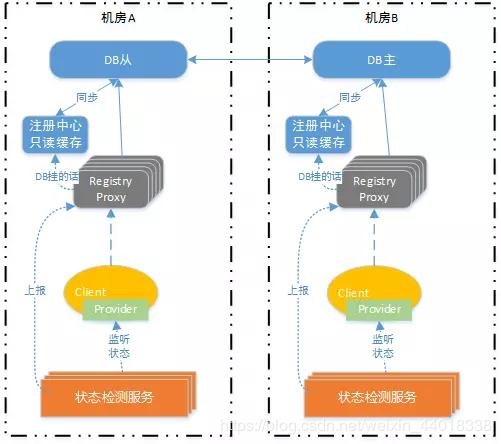 机房A
DB从
同步
注册中心
只读缓存
DB挂的话
Registry
Proxy
上报
Client
Provider
监听
状态
状态检测服务
机房B
DB主
同步
注册中心
只读缓存
DB挂的话
Registry
Proxy
上报
Client
Provider
监听
状态
状态检测服务
https://blog.csdn.net/weixin_44018338